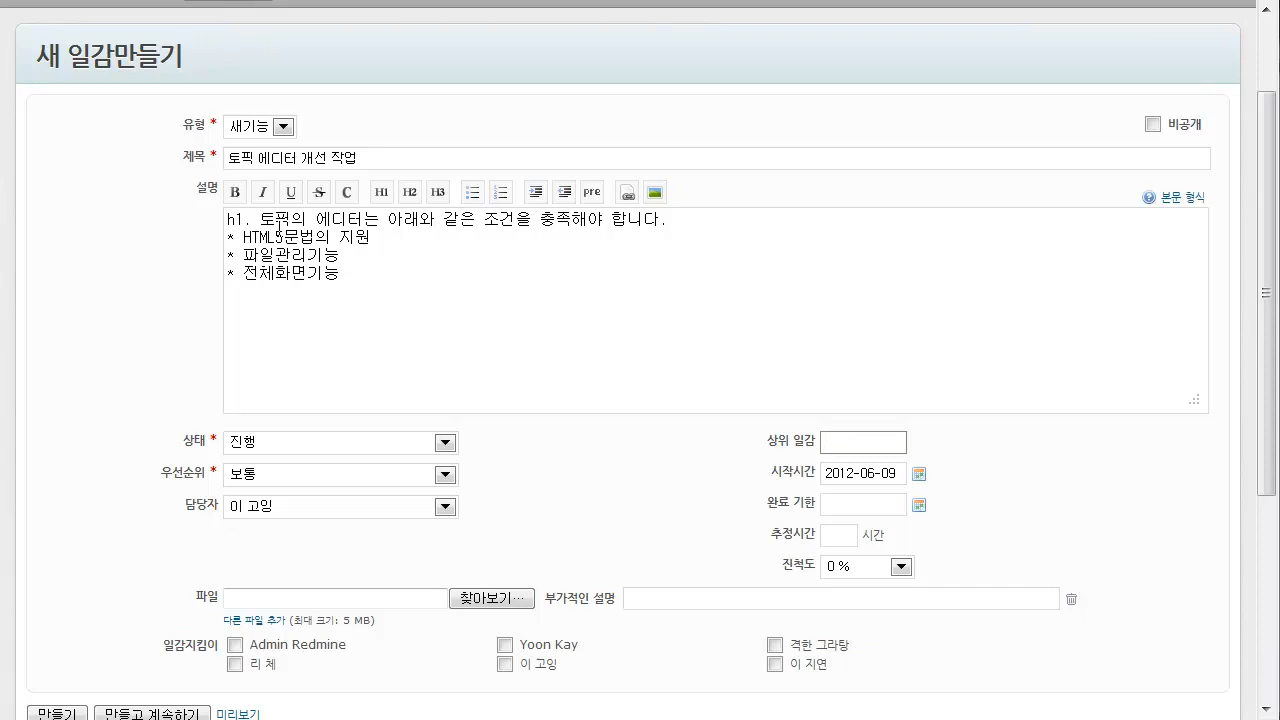 새 일감만들기
유형 * 새기능 비공개
제목 * 토픽 에디터 개선 작업
설명 B I U S C H1 H2 H3 pre 본문 형식
h1. 토픽의 에디터는 아래와 같은 조건을 충족해야 합니다.
* HTML5문법의 지원
* 파일관리기능
* 전체화면기능
상태 * 진행 상위 일감
우선순위 * 보통 시작시간 2012-06-09
담당자 이 고잉 완료 기한
추정시간 시간
진척도 0 %
파일 찾아보기... 부가적인 설명
다른 파일 추가 (최대 크기: 5 MB)
일감지킴이 Admin Redmine Yoon Kay 격한 그라탕
리 체 이 고잉 이 지연
만들기 만들고 계속하기 미리보기